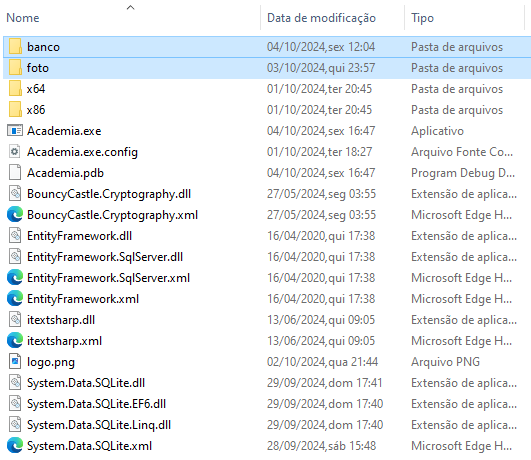 Nome Data de modificação Tipo
banco 04/10/2024,sex 12:04 Pasta de arquivos
foto 03/10/2024,qui 23:57 Pasta de arquivos
x64 01/10/2024,ter 20:45 Pasta de arquivos
x86 01/10/2024,ter 20:45 Pasta de arquivos
Academia.exe 04/10/2024,sex 16:47 Aplicativo
Academia.exe.config 01/10/2024,ter 18:27 Arquivo Fonte Co...
Academia.pdb 04/10/2024,sex 16:47 Program Debug D...
BouncyCastle.Cryptography.dll 27/05/2024,seg 03:55 Extensão de aplica...
BouncyCastle.Cryptography.xml 27/05/2024,seg 03:55 Microsoft Edge H...
EntityFramework.dll 16/04/2020,qui 17:38 Extensão de aplica...
EntityFramework.SqlServer.dll 16/04/2020,qui 17:38 Extensão de aplica...
EntityFramework.SqlServer.xml 16/04/2020,qui 17:38 Microsoft Edge H...
EntityFramework.xml 16/04/2020,qui 17:38 Microsoft Edge H...
itextsharp.dll 13/06/2024,qui 09:05 Extensão de aplica...
itextsharp.xml 13/06/2024,qui 09:05 Microsoft Edge H...
logo.png 02/10/2024,qua 21:44 Arquivo PNG
System.Data.SQLite.dll 29/09/2024,dom 17:41 Extensão de aplica...
System.Data.SQLite.EF6.dll 29/09/2024,dom 17:40 Extensão de aplica...
System.Data.SQLite.Linq.dll 29/09/2024,dom 17:40 Extensão de aplica...
System.Data.SQLite.xml 28/09/2024,sáb 15:48 Microsoft Edge H...